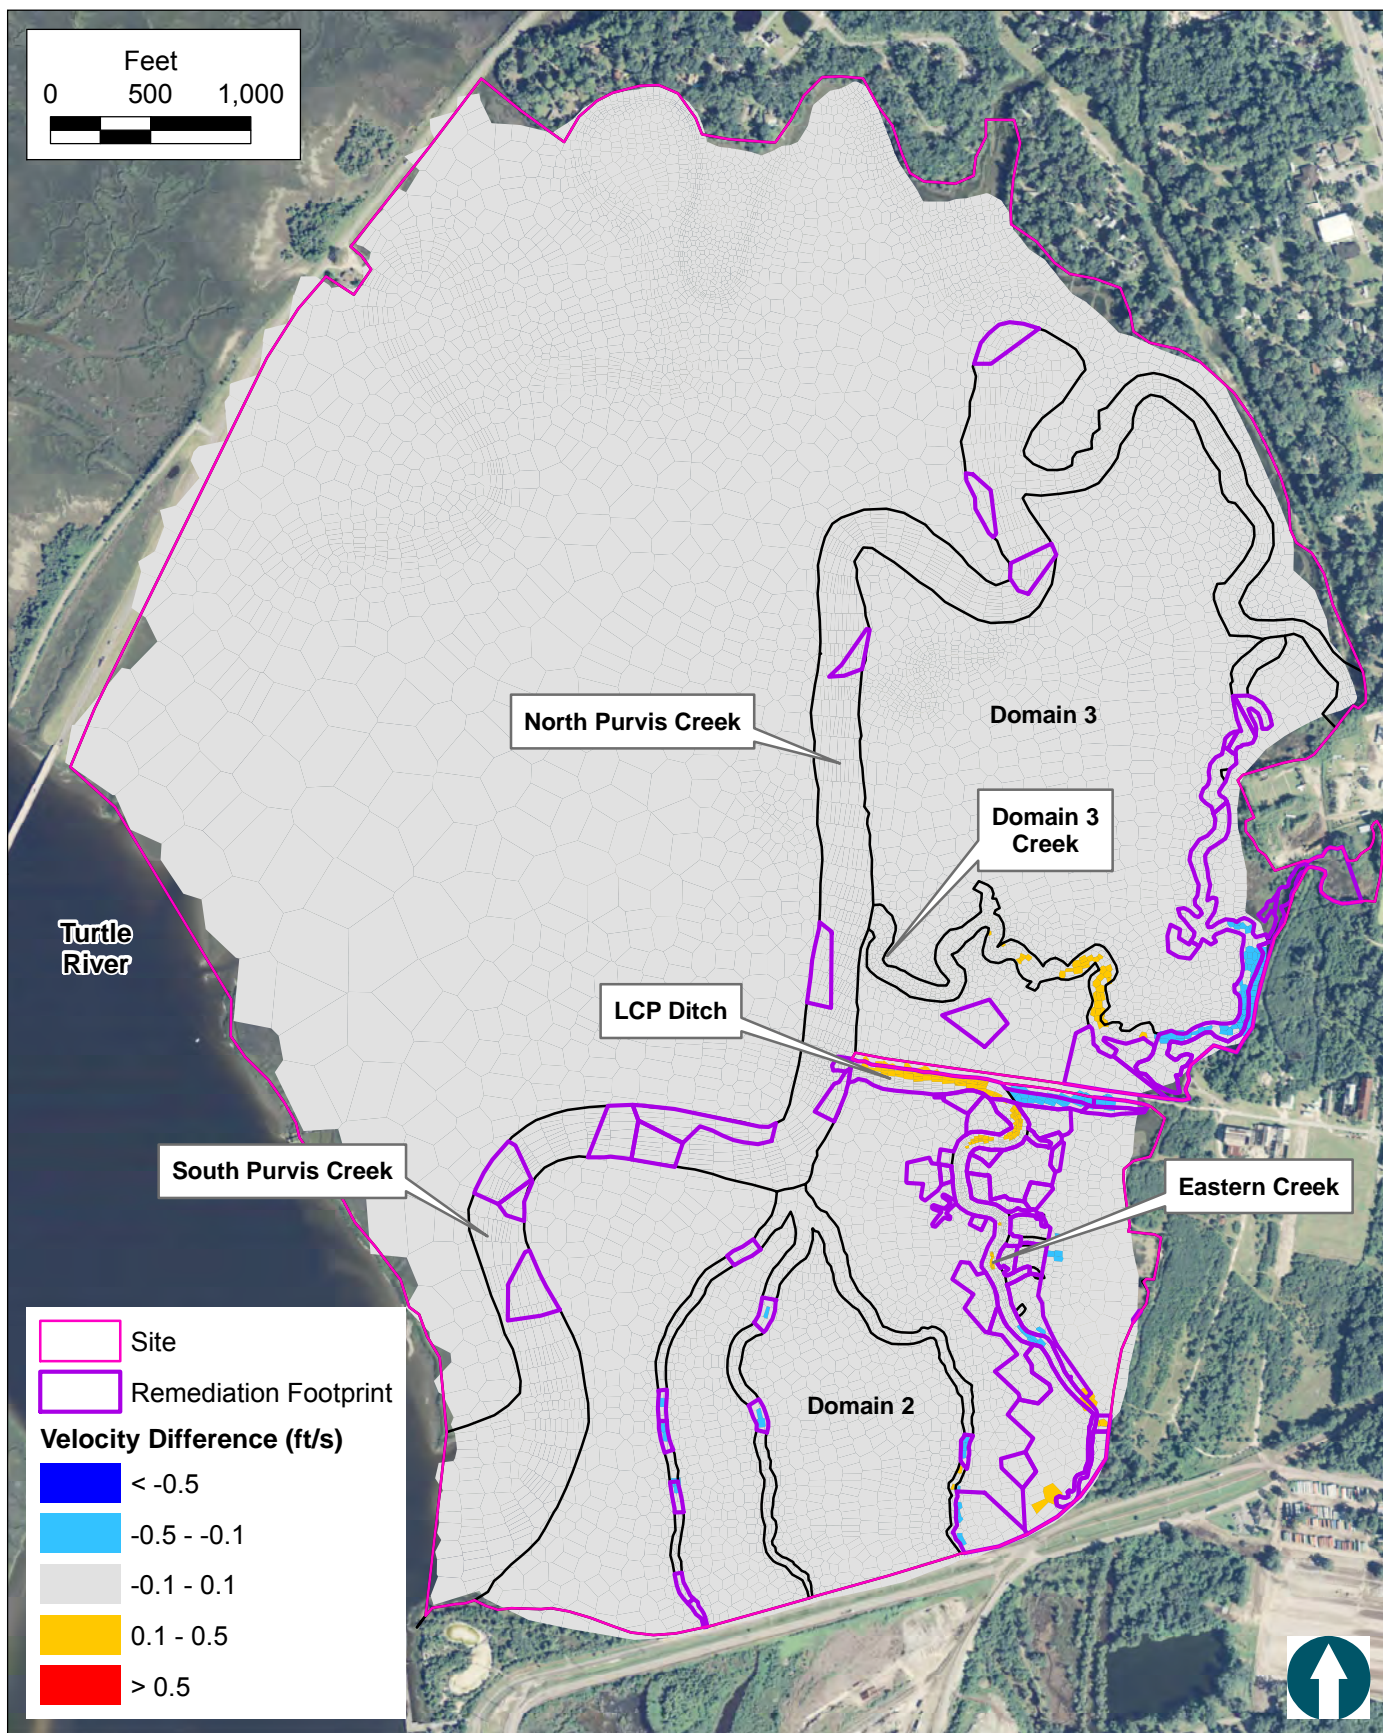 Feet
0 500 1,000
North Purvis Creek
Domain 3
Domain 3
Creek
Turtle
River
LCP Ditch
South Purvis Creek
Eastern Creek
Domain 2
Site
Remediation Footprint
Velocity Difference (ft/s)
< -0.5
-0.5 - -0.1
-0.1 - 0.1
0.1 - 0.5
> 0.5